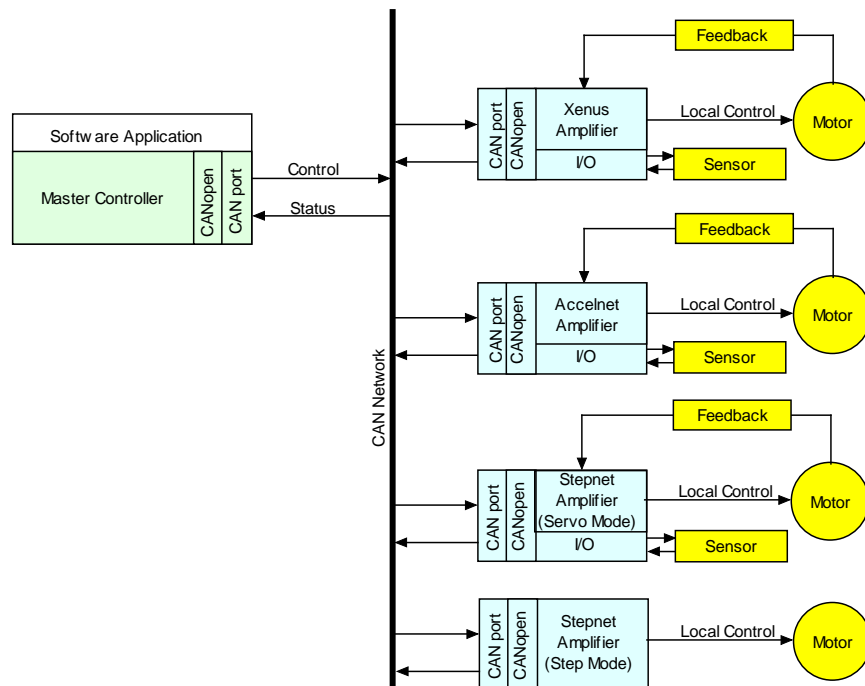 Software Application
Master Controller
CANopen
CAN port
Control
Status
CAN Network
Feedback
CAN port
CANopen
Xenus
Amplifier
I/O
Local Control
Motor
Sensor
Feedback
CAN port
CANopen
Accelnet
Amplifier
I/O
Local Control
Motor
Sensor
Feedback
CAN port
CANopen
Stepnet
Amplifier
(Servo Mode)
I/O
Local Control
Motor
Sensor
CAN port
CANopen
Stepnet
Amplifier
(Step Mode)
Local Control
Motor